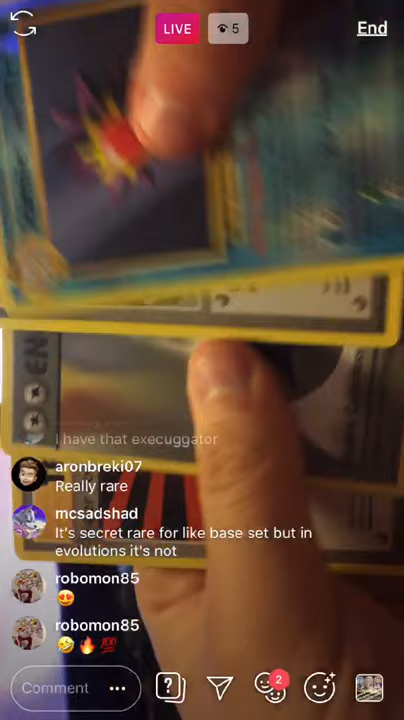 LIVE
5
End
I have that execuggator
aronbreki07
Really rare
mcsadshad
It's secret rare for like base set but in
evolutions it's not
robomon85
😍
robomon85
🤣🔥💯
2
Comment